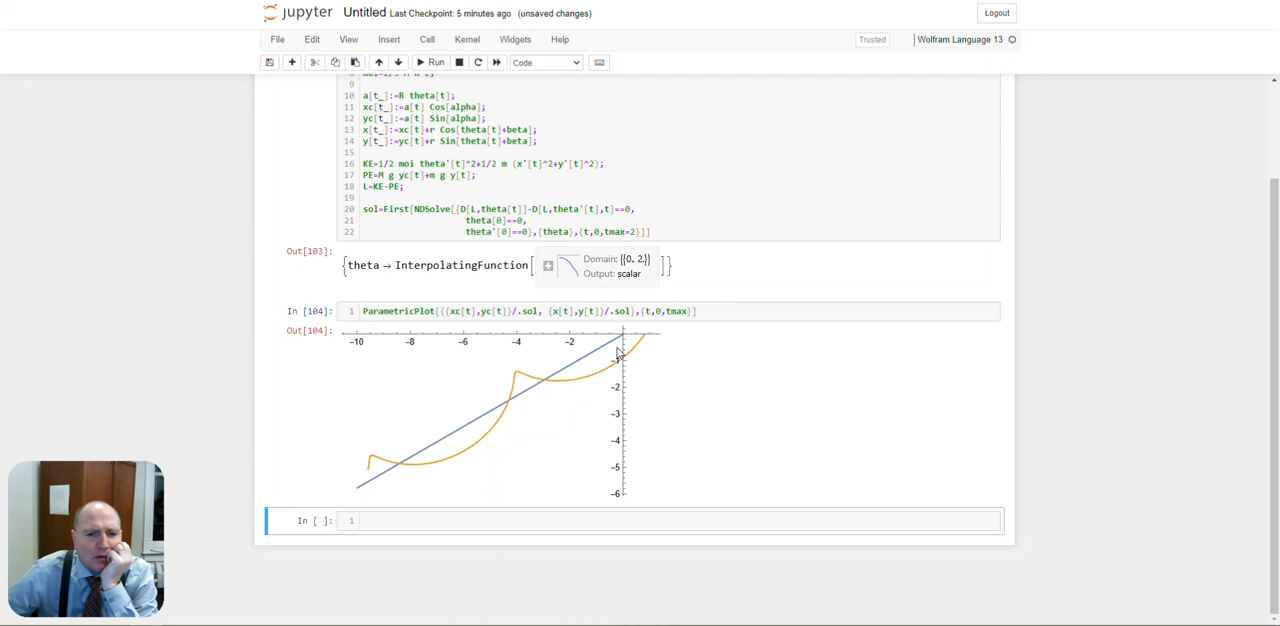 jupyter Untitled Last Checkpoint: 5 minutes ago (unsaved changes)
Logout
File Edit View Insert Cell Kernel Widgets Help
Trusted
Wolfram Language 13
Run
Code
9
10 a[t_]:=R theta[t];
11 xc[t_]:=a[t] Cos[alpha];
12 yc[t_]:=a[t] Sin[alpha];
13 x[t_]:=xc[t]+r Cos[theta[t]+beta];
14 y[t_]:=yc[t]+r Sin[theta[t]+beta];
15
16 KE=1/2 moi theta'[t]^2+1/2 m (x'[t]^2+y'[t]^2);
17 PE=M g yc[t]+m g y[t];
18 L=KE-PE;
19
20 sol=First[NDSolve[{D[L,theta[t]]-D[L,theta'[t],t]==0,
21 theta[0]==0,
22 theta'[0]==0},{theta},{t,0,tmax=2}]]
Out[103]:
{theta → InterpolatingFunction[
Domain: {{0., 2.}}
Output: scalar
]}
In [104]: 1 ParametricPlot[{{xc[t],yc[t]}/.sol, {x[t],y[t]}/.sol},{t,0,tmax}]
Out[104]:
-10 -8 -6 -4 -2
-1
-2
-3
-4
-5
-6
In [ ]: 1